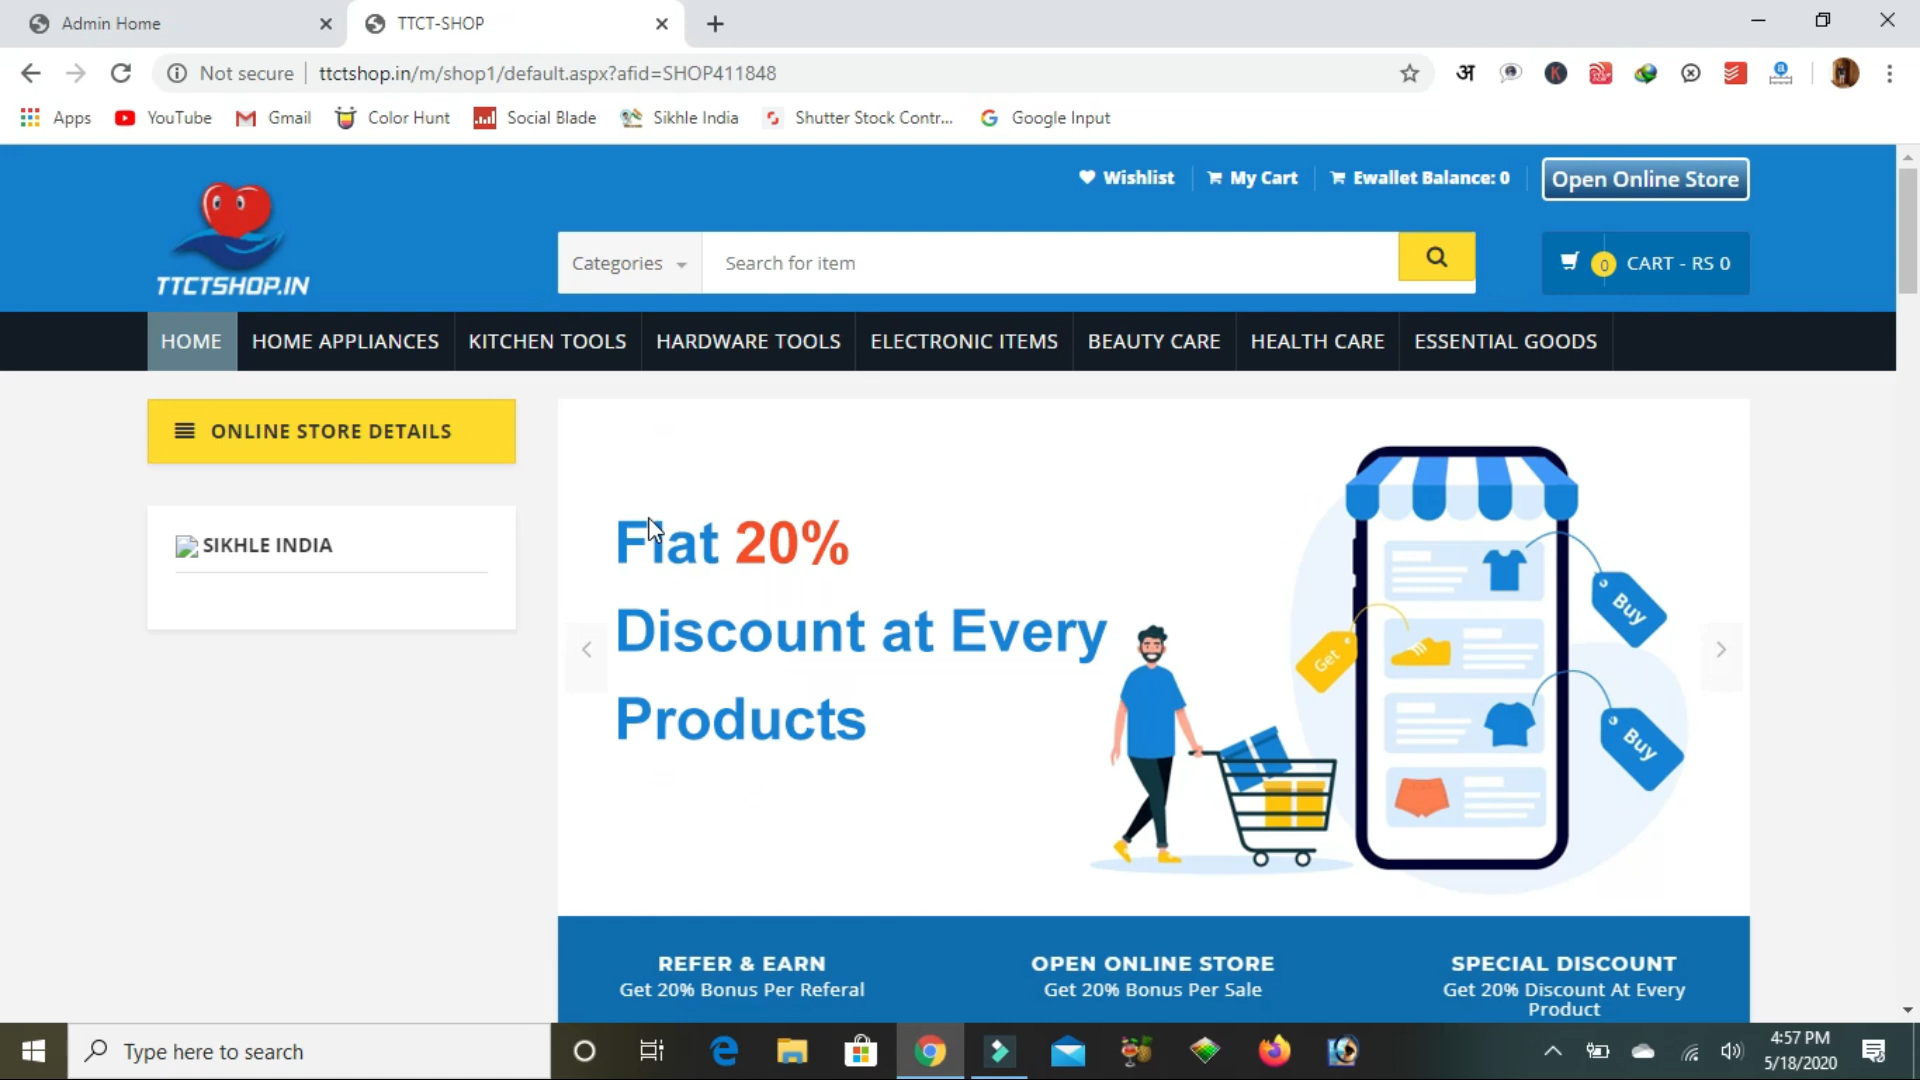 Admin Home
TTCT-SHOP
Not secure
ttctshop.in/m/shop1/default.aspx?afid=SHOP411848
अ
K
a
Apps
YouTube
Gmail
Color Hunt
Social Blade
Sikhle India
Shutter Stock Contr...
Google Input
Wishlist
My Cart
Ewallet Balance: 0
Open Online Store
TTCTSHOP.IN
Categories
Search for item
0
CART - RS 0
HOME
HOME APPLIANCES
KITCHEN TOOLS
HARDWARE TOOLS
ELECTRONIC ITEMS
BEAUTY CARE
HEALTH CARE
ESSENTIAL GOODS
ONLINE STORE DETAILS
SIKHLE INDIA
Flat 20%
Discount at Every
Products
Buy
Get
Buy
REFER & EARN
Get 20% Bonus Per Referal
OPEN ONLINE STORE
Get 20% Bonus Per Sale
SPECIAL DISCOUNT
Get 20% Discount At Every
Product
Type here to search
4:57 PM
5/18/2020